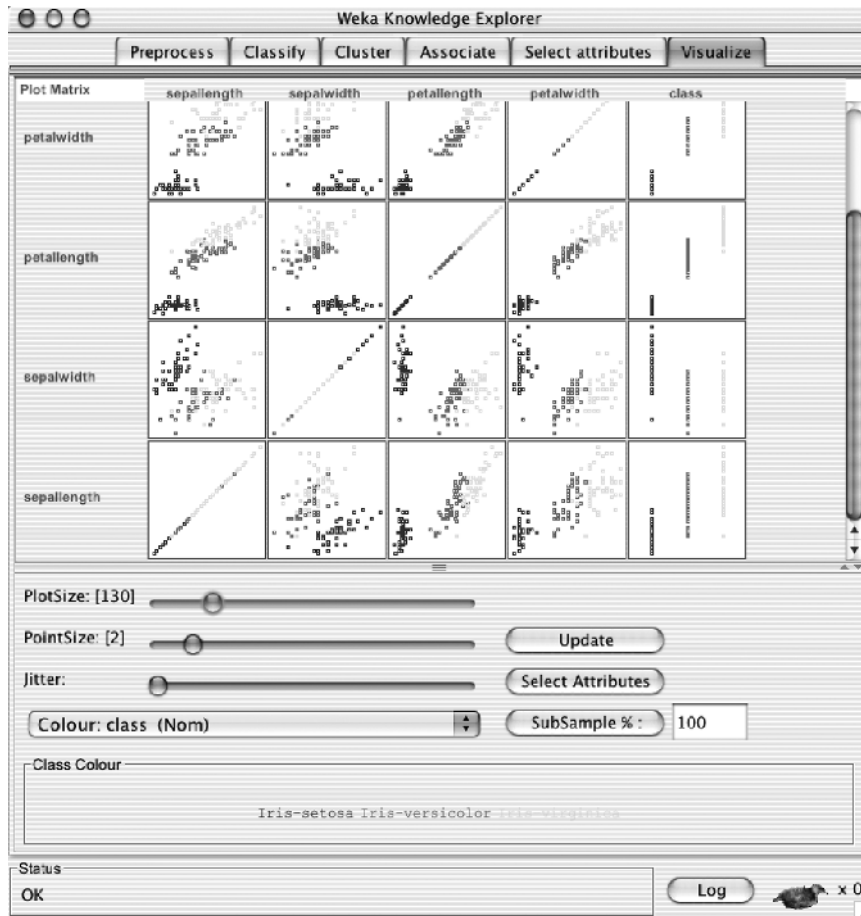 Weka Knowledge Explorer
Preprocess Classify Cluster Associate Select attributes Visualize
Plot Matrix sepallength sepalwidth petallength petalwidth class
petalwidth
petallength
sepalwidth
sepallength
PlotSize: [130]
PointSize: [2] Update
Jitter: Select Attributes
Colour: class (Nom) SubSample % : 100
Class Colour
Iris-setosa Iris-versicolor Iris-virginica
Status
OK Log x 0